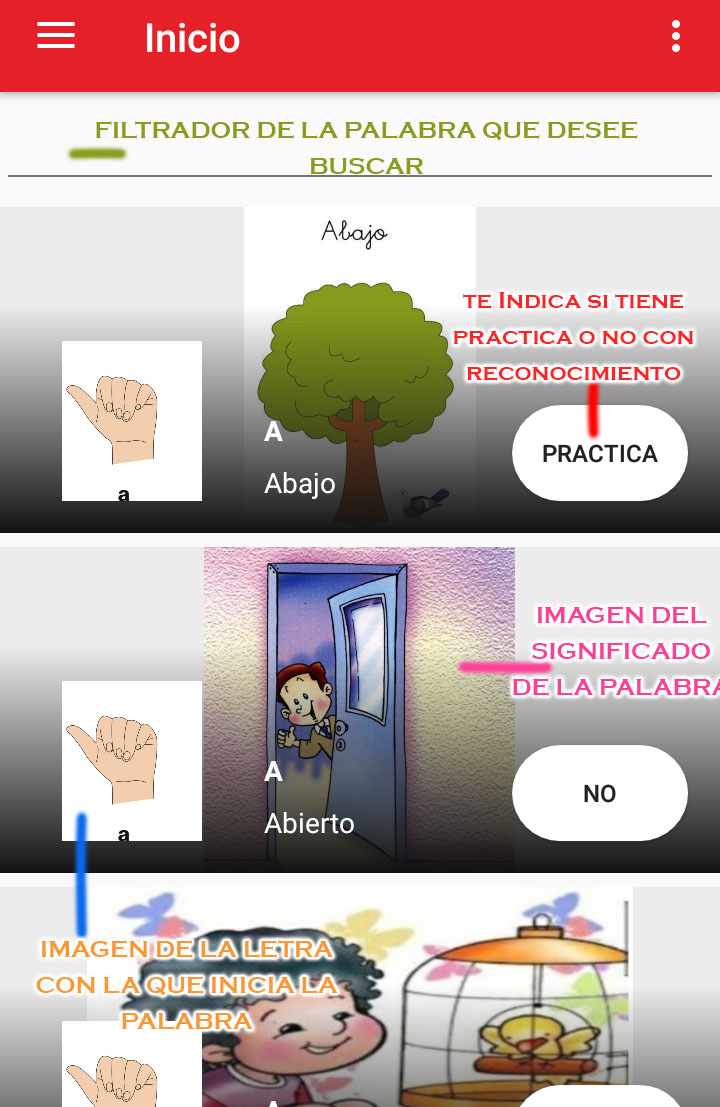 Inicio
FILTRADOR DE LA PALABRA QUE DESEE
BUSCAR
Abajo
TE INDICA SI TIENE
PRACTICA O NO CON
RECONOCIMIENTO
A
Abajo
PRACTICA
a
IMAGEN DEL
SIGNIFICADO
DE LA PALABRA
A
Abierto
NO
a
IMAGEN DE LA LETRA
CON LA QUE INICIA LA
PALABRA